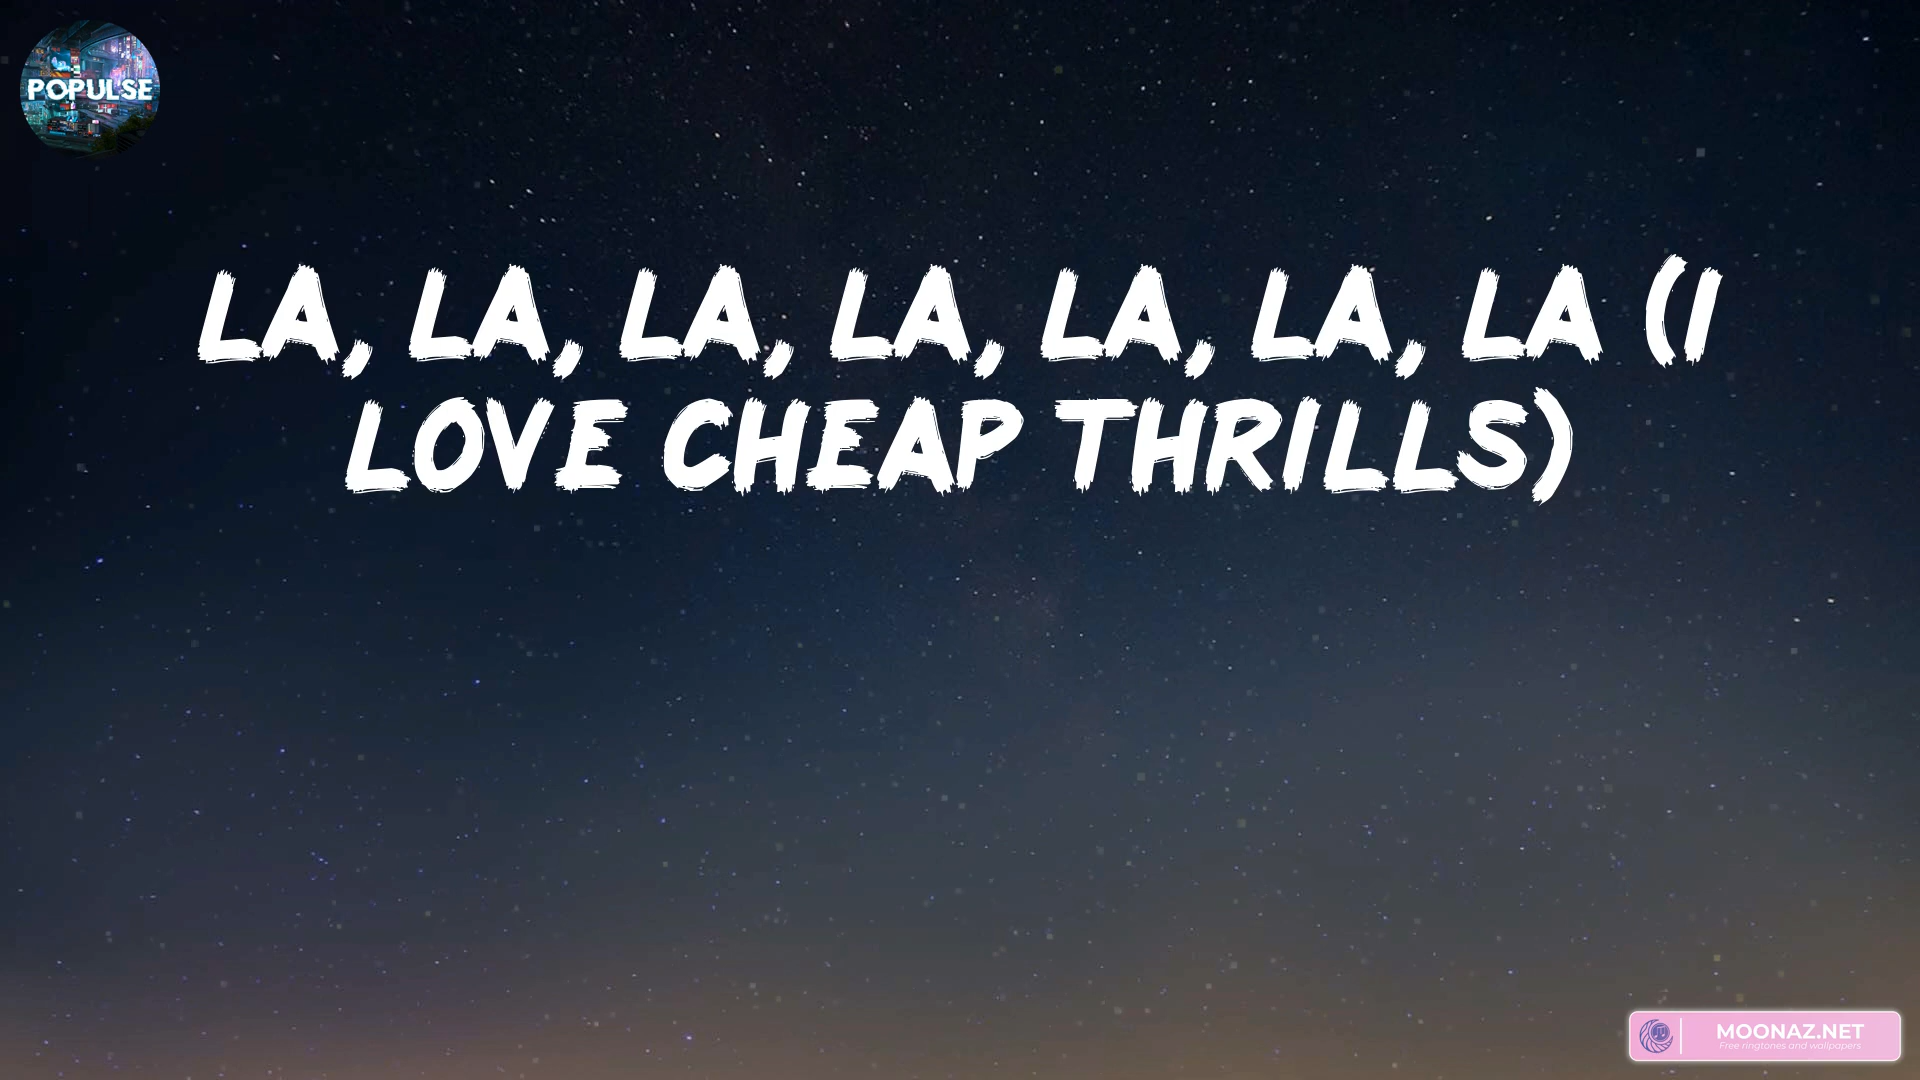 POPULSE
LA, LA, LA, LA, LA, LA, LA (I
LOVE CHEAP THRILLS)
MOONAZ.NET
Free ringtones and wallpapers